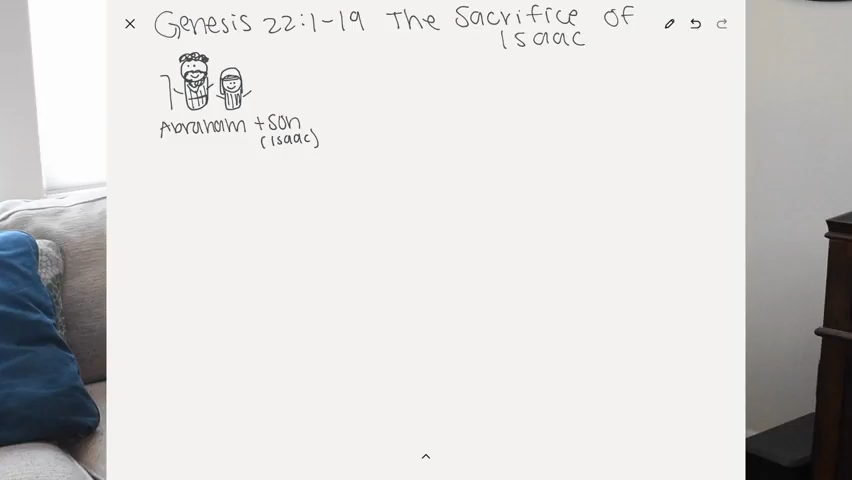 Genesis 22:1-19 The Sacrifice of
Isaac
Abraham + Son
(Isaac)